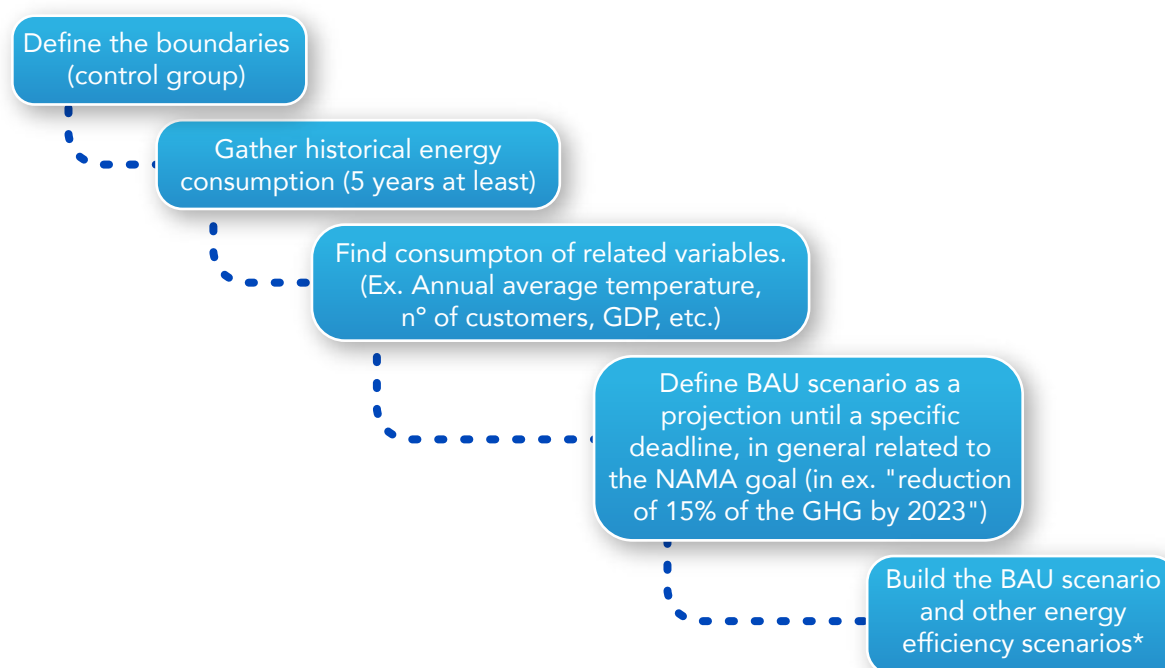 Define the boundaries
(control group)
Gather historical energy
consumption (5 years at least)
Find consumpton of related variables.
(Ex. Annual average temperature,
n° of customers, GDP, etc.)
Define BAU scenario as a
projection until a specific
deadline, in general related to
the NAMA goal (in ex. "reduction
of 15% of the GHG by 2023")
Build the BAU scenario
and other energy
efficiency scenarios*